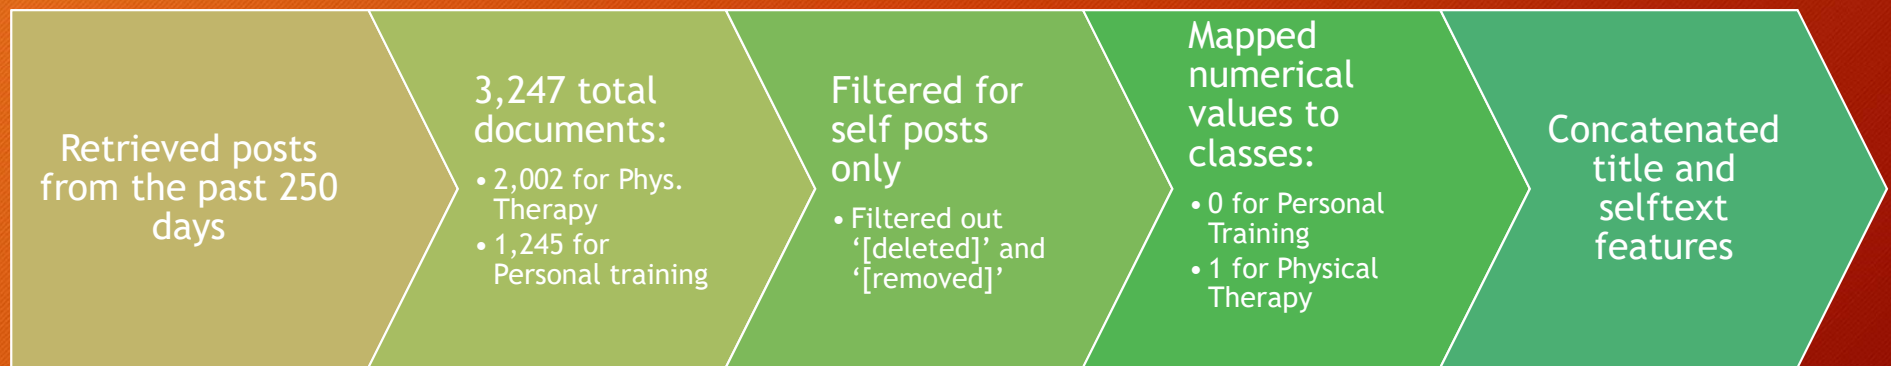 Retrieved posts
from the past 250
days
3,247 total
documents:
• 2,002 for Phys.
Therapy
• 1,245 for
Personal training
Filtered for
self posts
only
• Filtered out
‘[deleted]’ and
‘[removed]’
Mapped
numerical
values to
classes:
• 0 for Personal
Training
• 1 for Physical
Therapy
Concatenated
title and
selftext
features